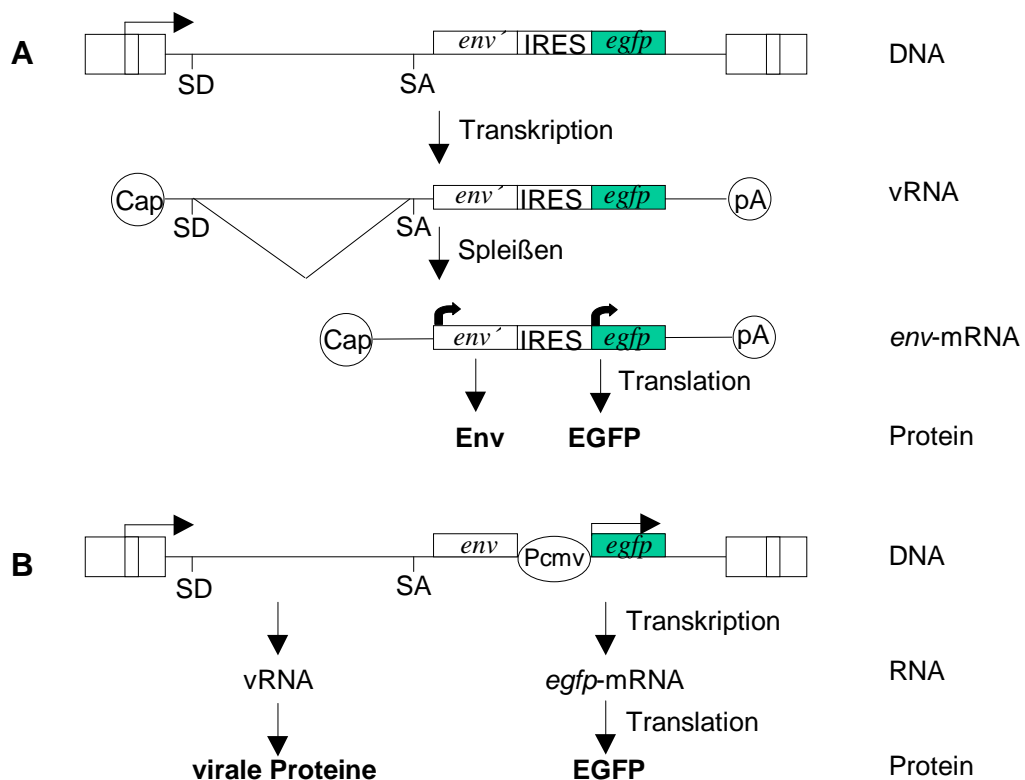 A
env´ IRES egfp
DNA
SD SA
Transkription
Cap env´ IRES egfp pA
vRNA
SD SA
Spleißen
Cap env´ IRES egfp pA
env-mRNA
Translation
Env EGFP
Protein
B
env Pcmv egfp
DNA
SD SA
Transkription
vRNA egfp-mRNA
RNA
Translation
virale Proteine EGFP
Protein